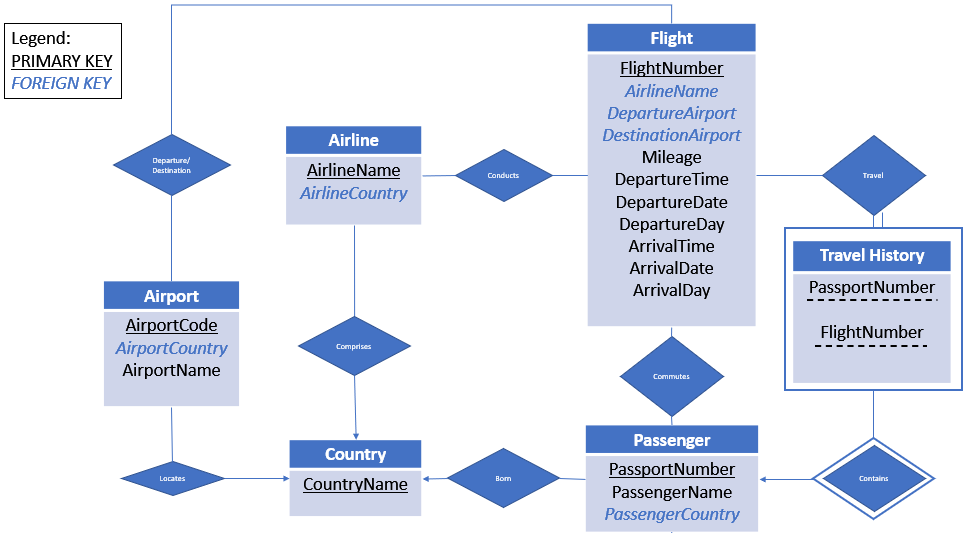 Legend:
PRIMARY KEY
FOREIGN KEY
Flight
FlightNumber
AirlineName
DepartureAirport
DestinationAirport
Mileage
DepartureTime
DepartureDate
DepartureDay
ArrivalTime
ArrivalDate
ArrivalDay
Departure/
Destination
Airline
AirlineName
AirlineCountry
Conducts
Travel
Travel History
PassportNumber
FlightNumber
Airport
AirportCode
AirportCountry
AirportName
Comprises
Commutes
Country
CountryName
Passenger
PassportNumber
PassengerName
PassengerCountry
Locates
Born
Contains